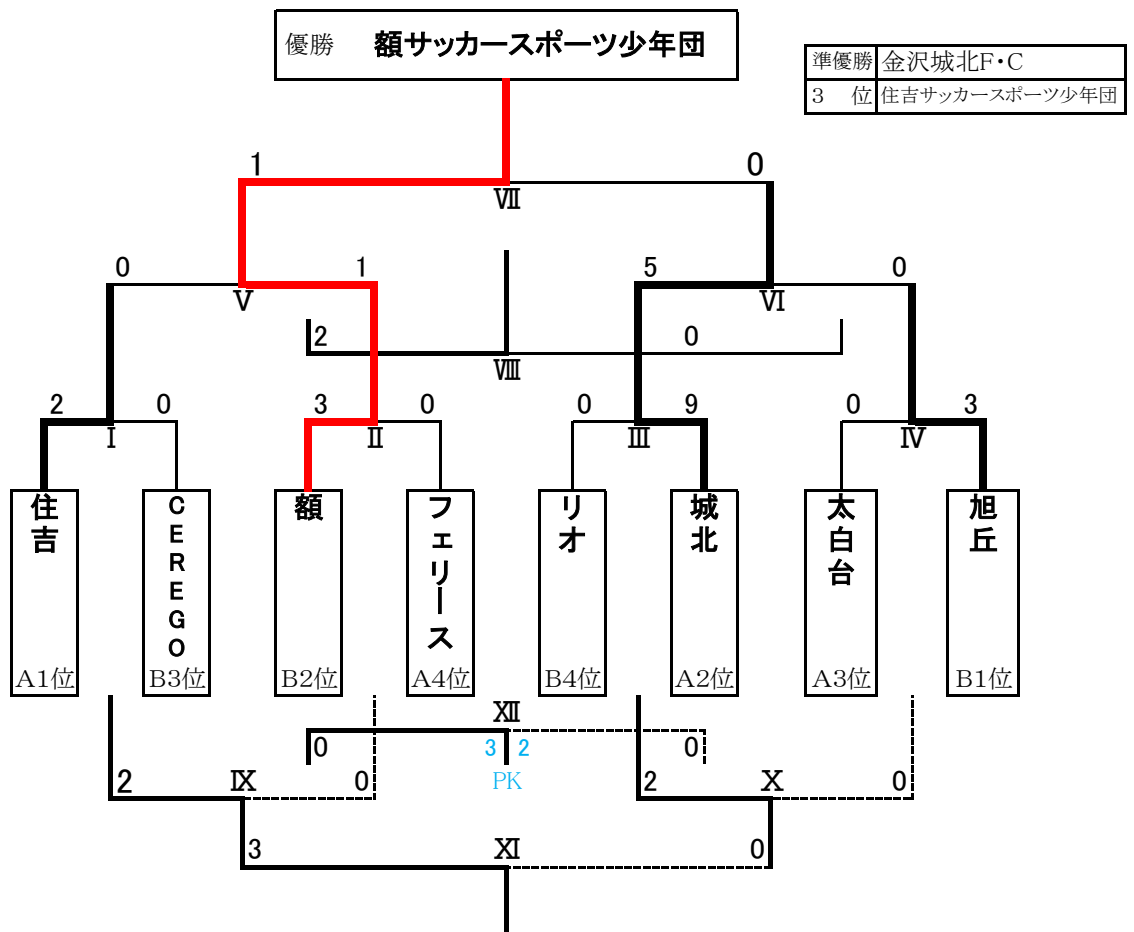 優勝 額サッカースポーツ少年団
準優勝 金沢城北F・C
3 位 住吉サッカースポーツ少年団
1 0
Ⅶ
0 1 5 0
Ⅴ Ⅵ
2 0
Ⅷ
2 0 3 0 0 9 0 3
Ⅰ Ⅱ Ⅲ Ⅳ
住吉
CEREGO
額
フェリース
リオ
城北
太白台
旭丘
A1位 B3位 B2位 A4位 B4位 A2位 A3位 B1位
Ⅻ
0 3 2 0
PK
2 Ⅸ 0 2 Ⅹ 0
3 Ⅺ 0